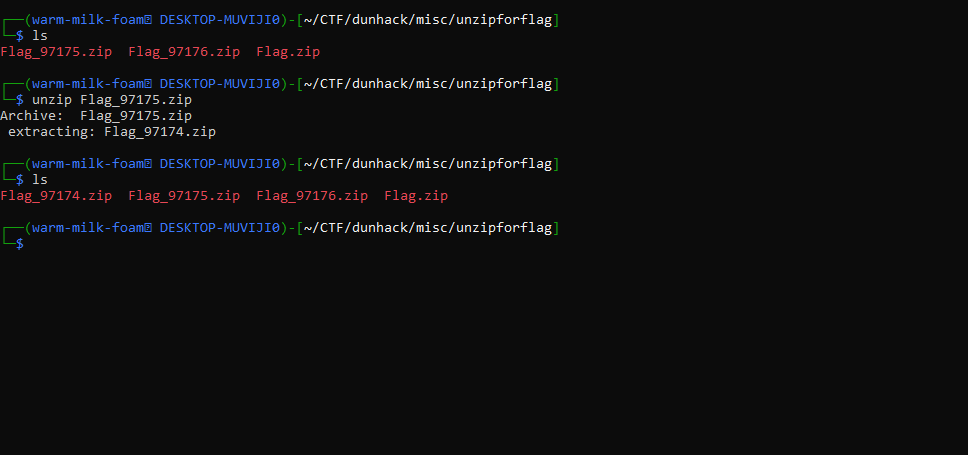 ┌──(warm-milk-foam⍰ DESKTOP-MUVIJI0)-[~/CTF/dunhack/misc/unzipforflag]
└─$ ls
Flag_97175.zip  Flag_97176.zip  Flag.zip
┌──(warm-milk-foam⍰ DESKTOP-MUVIJI0)-[~/CTF/dunhack/misc/unzipforflag]
└─$ unzip Flag_97175.zip
Archive:  Flag_97175.zip
 extracting: Flag_97174.zip
┌──(warm-milk-foam⍰ DESKTOP-MUVIJI0)-[~/CTF/dunhack/misc/unzipforflag]
└─$ ls
Flag_97174.zip  Flag_97175.zip  Flag_97176.zip  Flag.zip
┌──(warm-milk-foam⍰ DESKTOP-MUVIJI0)-[~/CTF/dunhack/misc/unzipforflag]
└─$